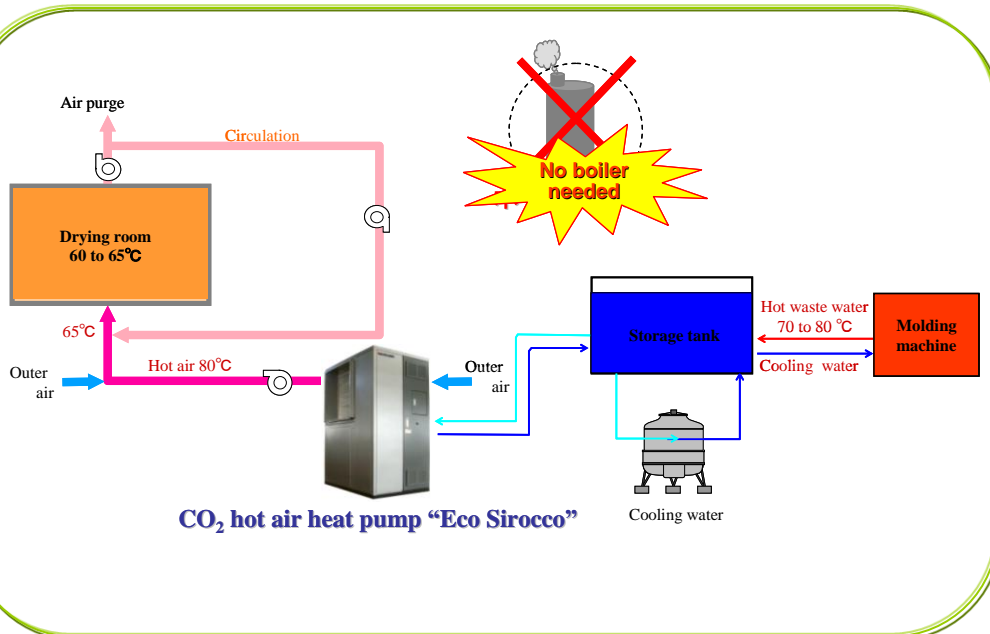 Air purge
Circulation
No boiler
needed
Drying room
60 to 65℃
65℃
Hot air 80℃
Outer
air
Outer
air
Storage tank
Hot waste water
70 to 80 ℃
Cooling water
Molding
machine
Cooling water
CO₂ hot air heat pump “Eco Sirocco”